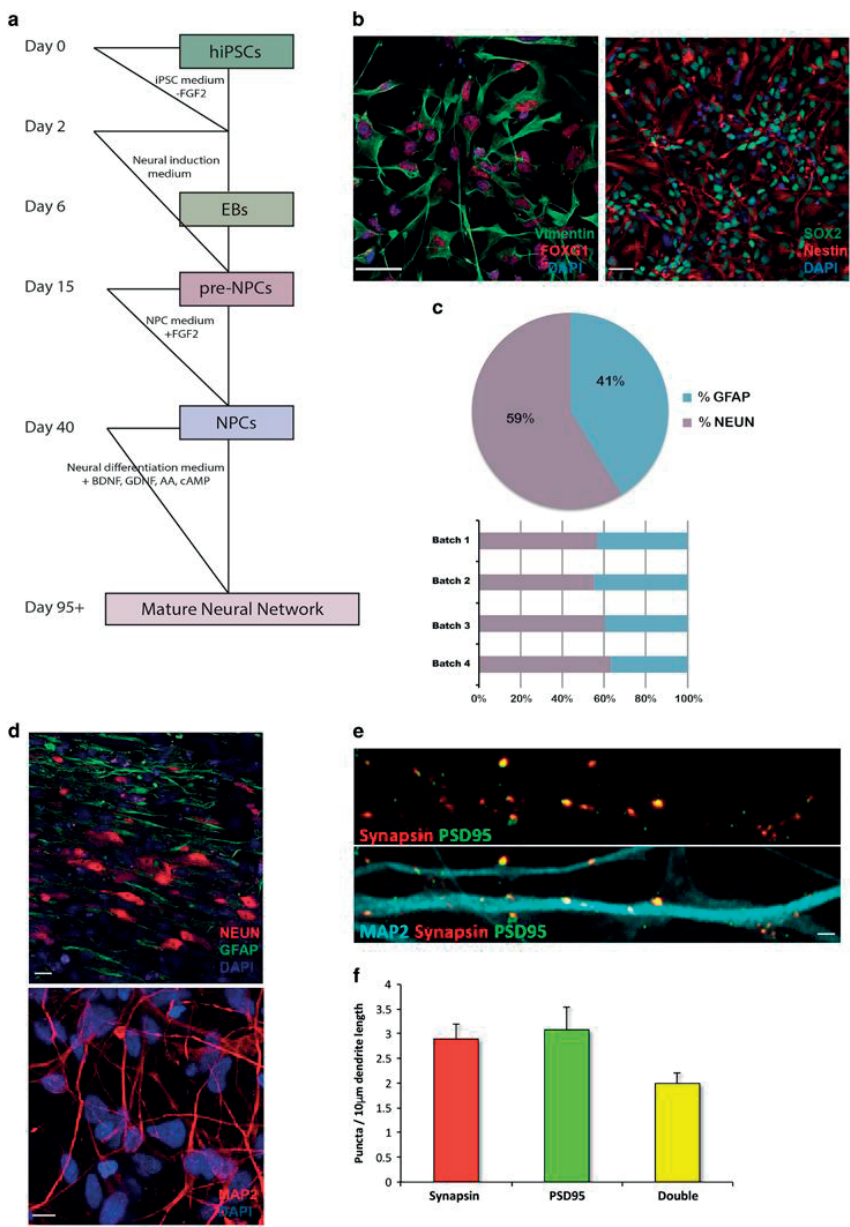 a
Day 0
hiPSCs
iPSC medium
-FGF2
Day 2
Neural induction
medium
Day 6
EBs
Day 15
pre-NPCs
NPC medium
+FGF2
Day 40
NPCs
Neural differentiation medium
+ BDNF, GDNF, AA, cAMP
Day 95+
Mature Neural Network
b
Vimentin
FOXG1
DAPI
SOX2
Nestin
DAPI
c
41%
59%
% GFAP
% NEUN
Batch 1
Batch 2
Batch 3
Batch 4
0% 20% 40% 60% 80% 100%
d
NEUN
GFAP
DAPI
MAP2
DAPI
e
Synapsin PSD95
MAP2 Synapsin PSD95
f
Puncta / 10µm dendrite length
4
3.5
3
2.5
2
1.5
1
0.5
0
Synapsin PSD95 Double